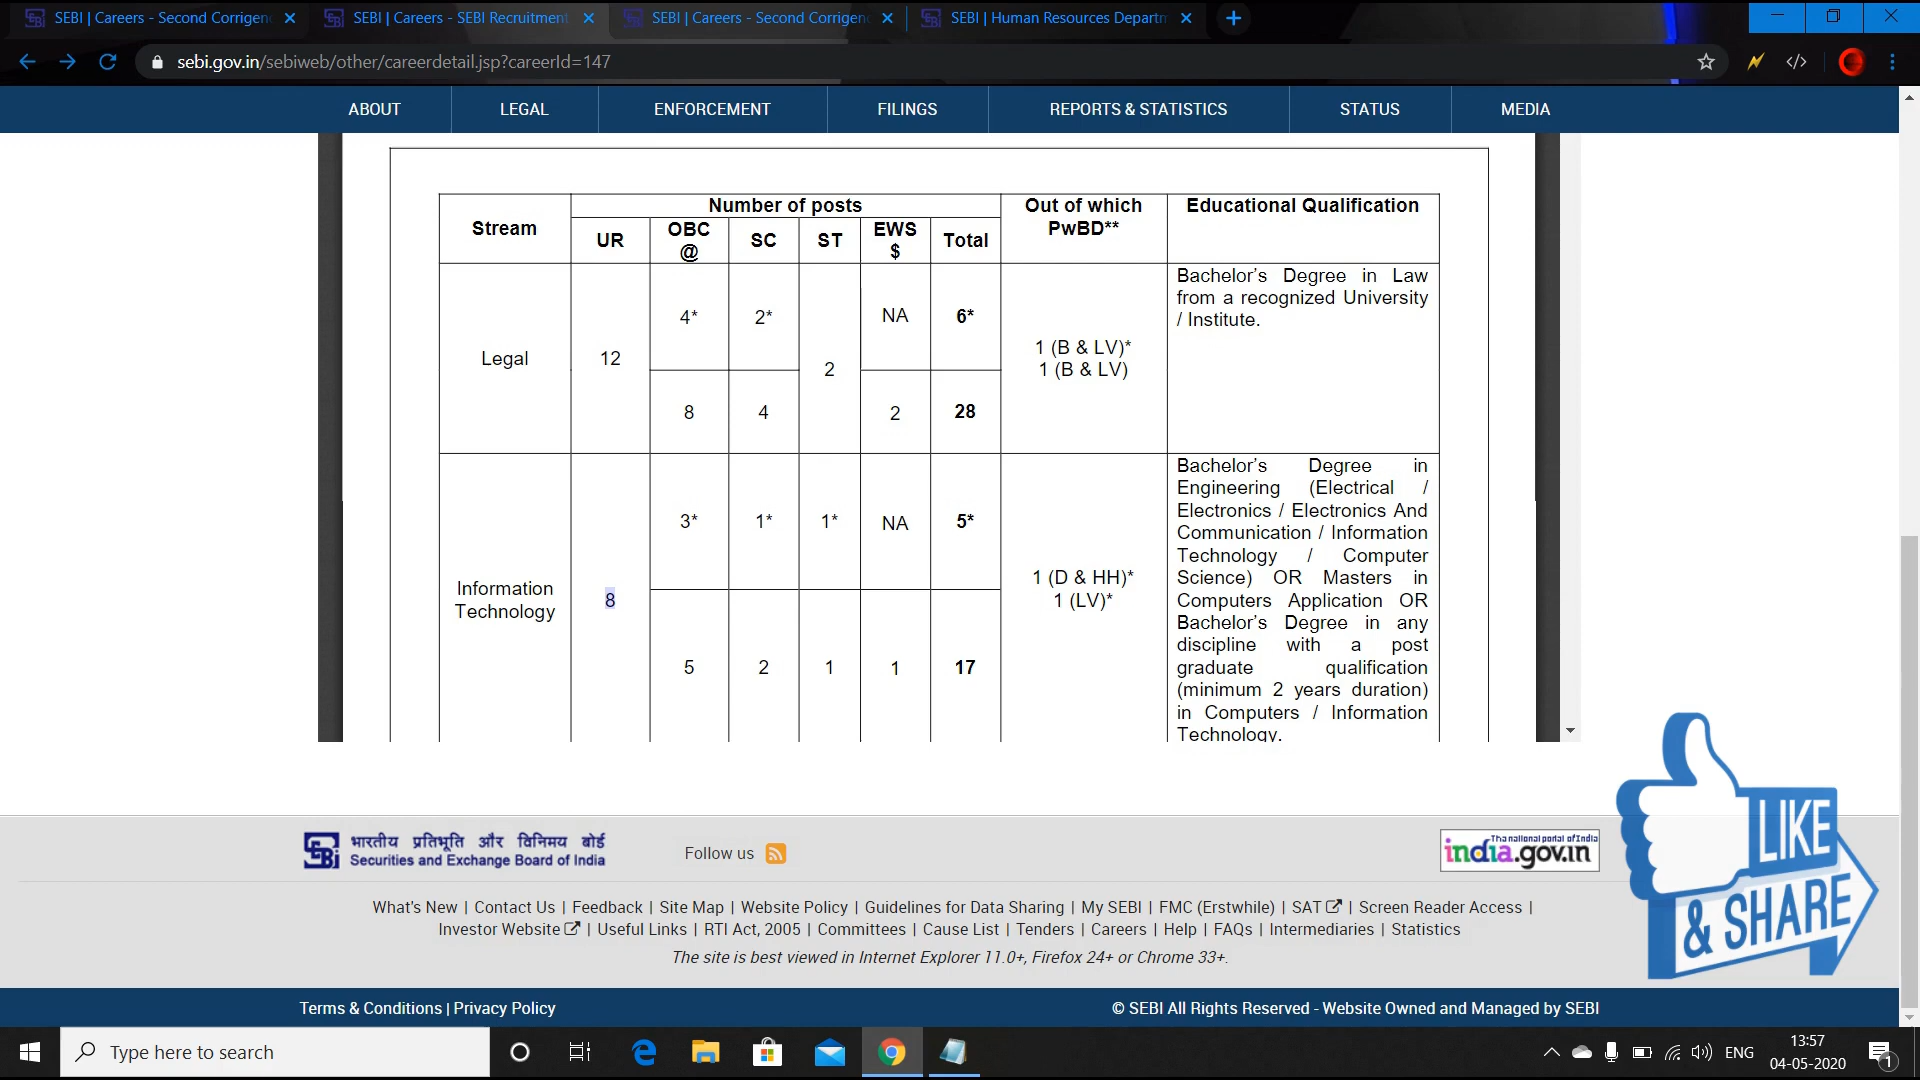 SEBI | Careers - Second Corrigen
SEBI | Careers - SEBI Recruitment
SEBI | Careers - Second Corrigen
SEBI | Human Resources Departm
sebi.gov.in/sebiweb/other/careerdetail.jsp?careerId=147
ABOUT LEGAL ENFORCEMENT FILINGS REPORTS & STATISTICS STATUS MEDIA
Stream Number of posts Out of which PwBD** Educational Qualification
UR OBC @ SC ST EWS $ Total
Legal 12 4* 2* 2 NA 6*
8 4 2 28
1 (B & LV)*
1 (B & LV)
Bachelor’s Degree in Law
from a recognized University
/ Institute.
Information
Technology
8
3* 1* 1* NA 5*
5 2 1 1 17
1 (D & HH)*
1 (LV)*
Bachelor’s Degree in
Engineering (Electrical /
Electronics / Electronics And
Communication / Information
Technology / Computer
Science) OR Masters in
Computers Application OR
Bachelor’s Degree in any
discipline with a post
graduate qualification
(minimum 2 years duration)
in Computers / Information
Technology.
LIKE
& SHARE
भारतीय प्रतिभूति और विनिमय बोर्ड
Securities and Exchange Board of India
Follow us
The national portal of India
india.gov.in
What's New | Contact Us | Feedback | Site Map | Website Policy | Guidelines for Data Sharing | My SEBI | FMC (Erstwhile) | SAT | Screen Reader Access |
Investor Website | Useful Links | RTI Act, 2005 | Committees | Cause List | Tenders | Careers | Help | FAQs | Intermediaries | Statistics
The site is best viewed in Internet Explorer 11.0+, Firefox 24+ or Chrome 33+.
Terms & Conditions | Privacy Policy
© SEBI All Rights Reserved - Website Owned and Managed by SEBI
Type here to search
ENG
13:57
04-05-2020
1